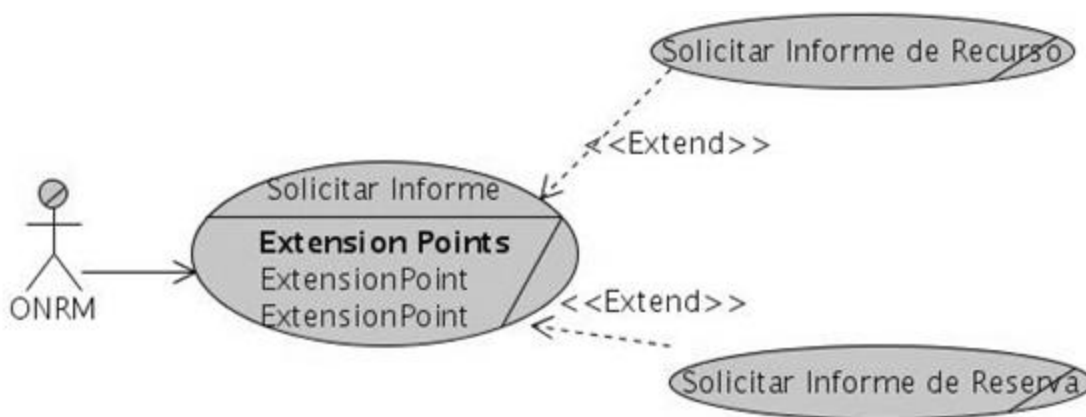 Solicitar Informe de Recurso
<<Extend>>
Solicitar Informe
Extension Points
ExtensionPoint
ExtensionPoint
ONRM
<<Extend>>
Solicitar Informe de Reserva